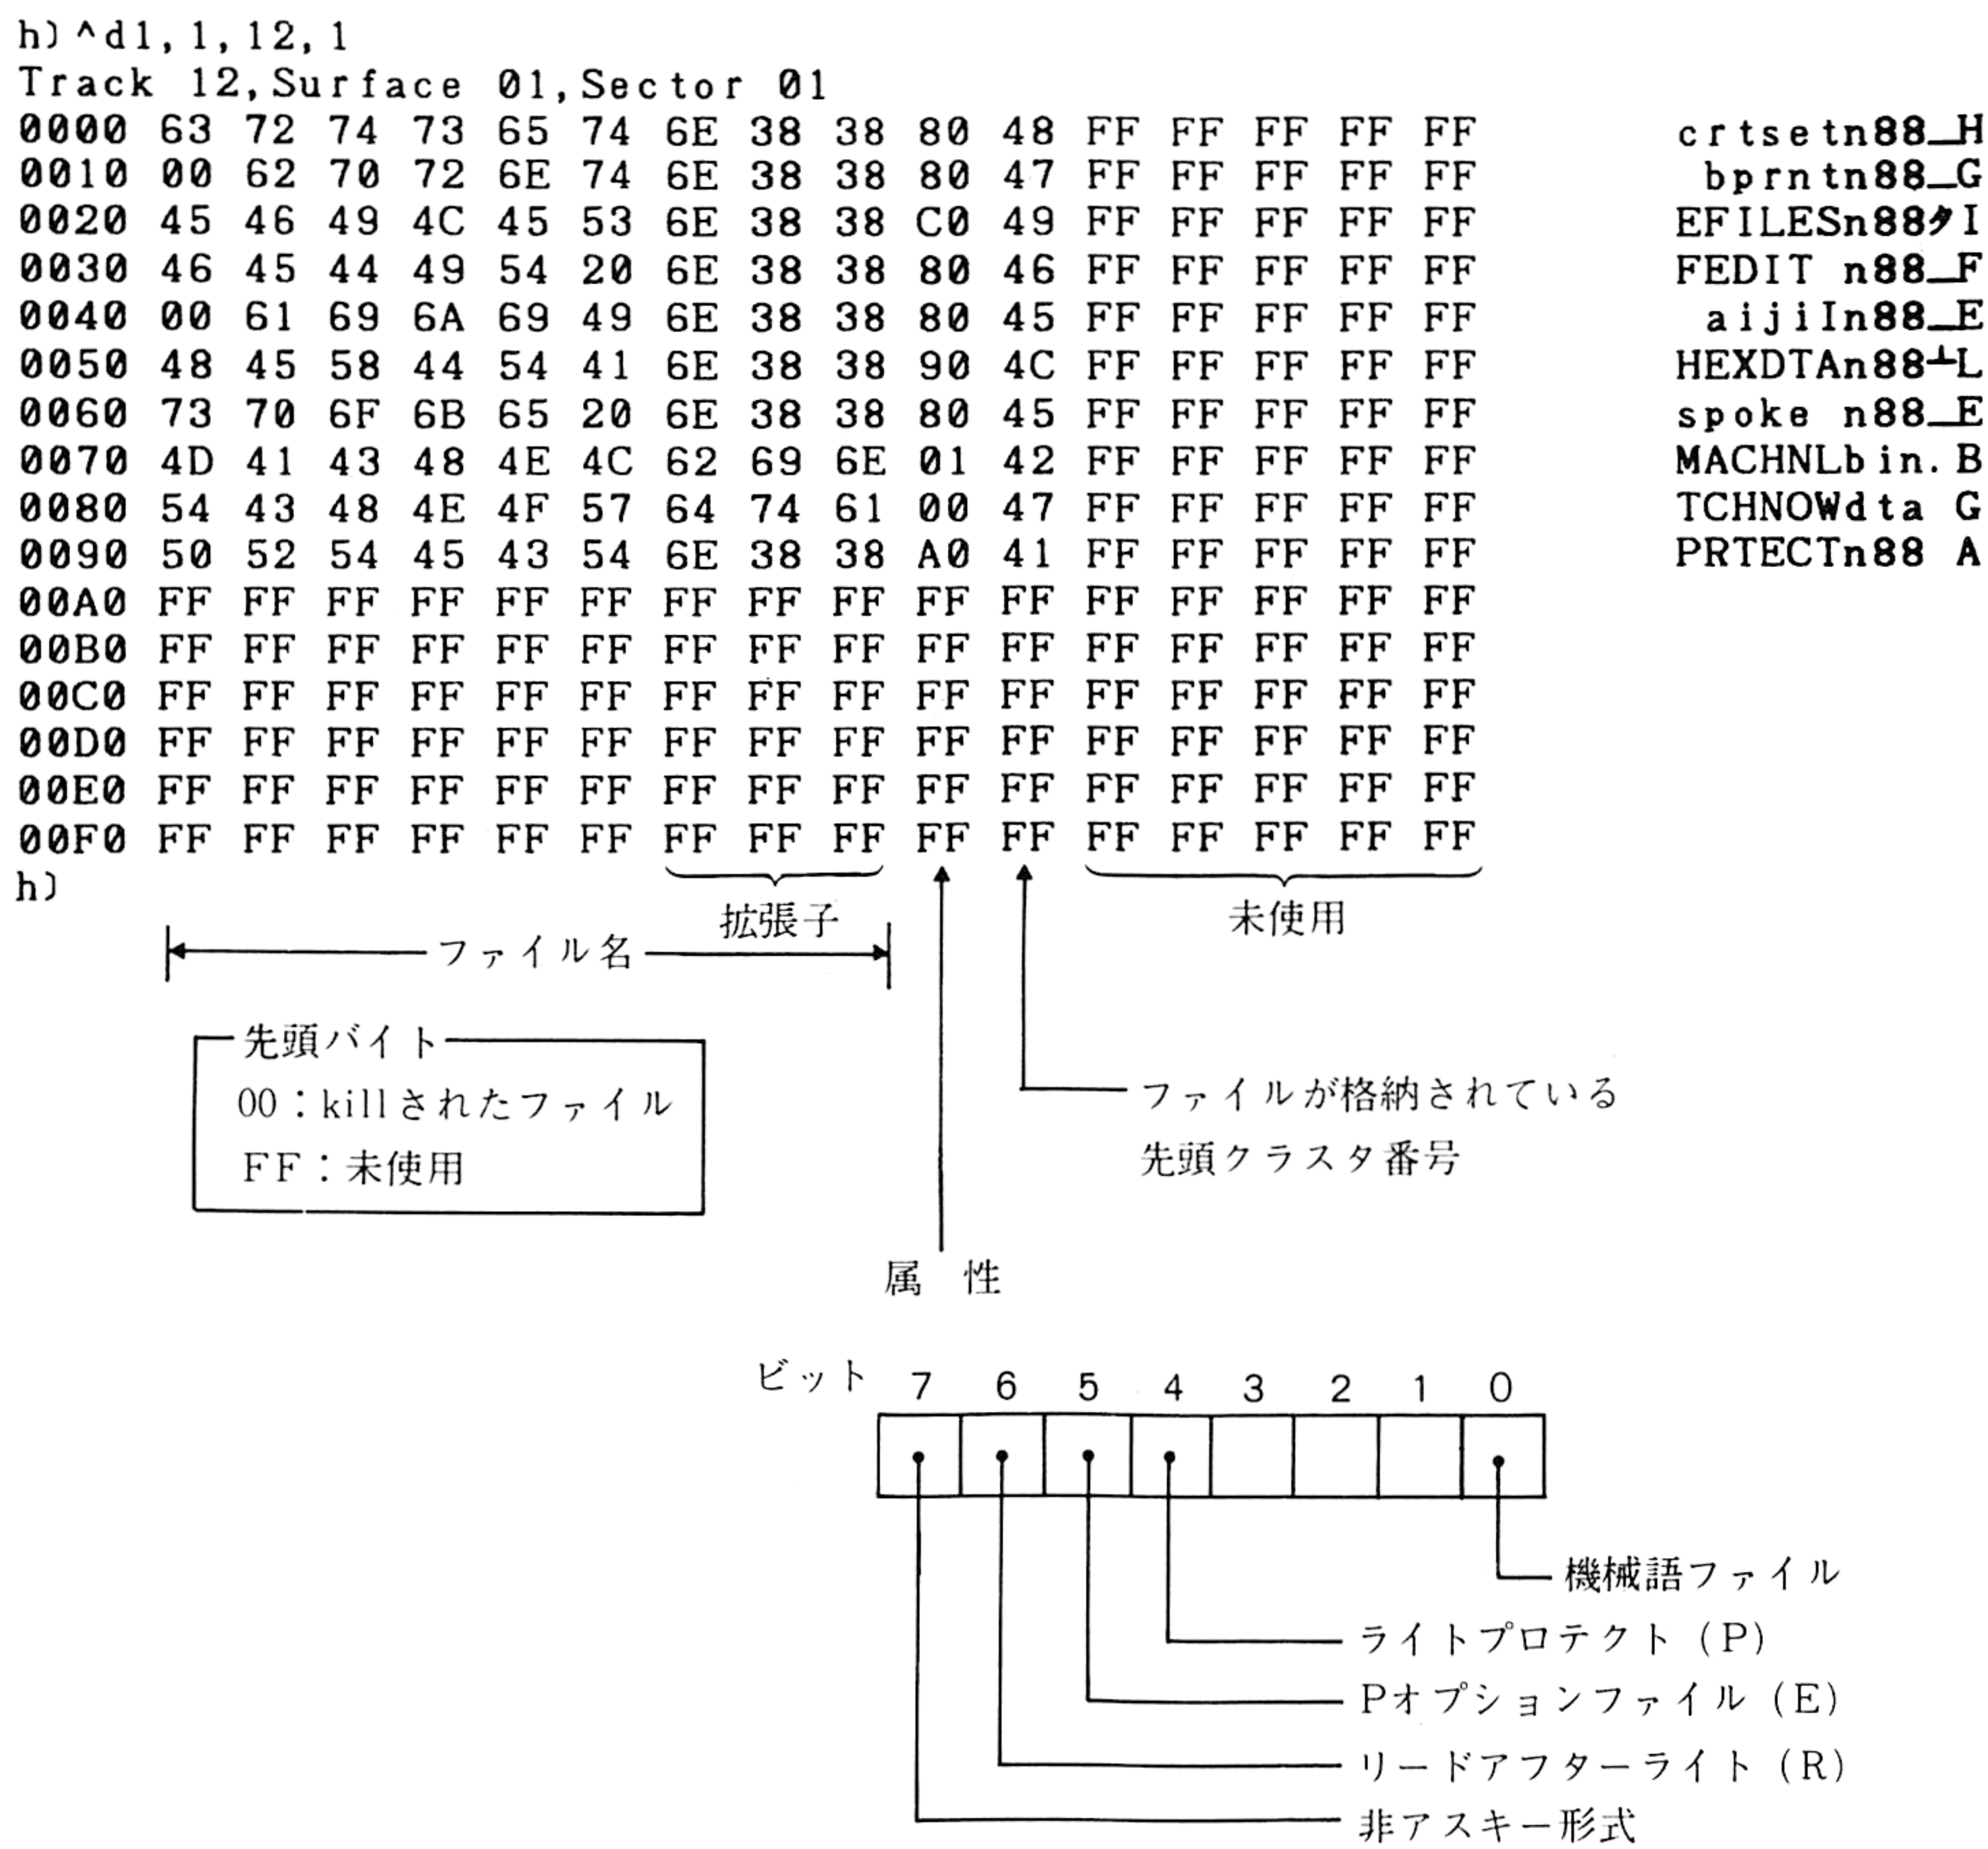 h)^d1,1,12,1
Track 12,Surface 01,Sector 01
0000 63 72 74 73 65 74 6E 38 38 80 48 FF FF FF FF FF crtsetn88_H
0010 00 62 70 72 6E 74 6E 38 38 80 47 FF FF FF FF FF bprntn88_G
0020 45 46 49 4C 45 53 6E 38 38 C0 49 FF FF FF FF FF EFILESn88タI
0030 46 45 44 49 54 20 6E 38 38 80 46 FF FF FF FF FF FEDIT n88_F
0040 00 61 69 6A 69 49 6E 38 38 80 45 FF FF FF FF FF aijiIn88_E
0050 48 45 58 44 54 41 6E 38 38 90 4C FF FF FF FF FF HEXDTAn88┴L
0060 73 70 6F 6B 65 20 6E 38 38 80 45 FF FF FF FF FF spoke n88_E
0070 4D 41 43 48 4E 4C 62 69 6E 01 42 FF FF FF FF FF MACHNLbin.B
0080 54 43 48 4E 4F 57 64 74 61 00 47 FF FF FF FF FF TCHNOWdta G
0090 50 52 54 45 43 54 6E 38 38 A0 41 FF FF FF FF FF PRTECTn88 A
00A0 FF FF FF FF FF FF FF FF FF FF FF FF FF FF FF FF
00B0 FF FF FF FF FF FF FF FF FF FF FF FF FF FF FF FF
00C0 FF FF FF FF FF FF FF FF FF FF FF FF FF FF FF FF
00D0 FF FF FF FF FF FF FF FF FF FF FF FF FF FF FF FF
00E0 FF FF FF FF FF FF FF FF FF FF FF FF FF FF FF FF
00F0 FF FF FF FF FF FF FF FF FF FF FF FF FF FF FF FF
h)
拡張子
未使用
ファイル名
先頭バイト
00：killされたファイル
FF：未使用
ファイルが格納されている
先頭クラスタ番号
属 性
ビット 7 6 5 4 3 2 1 0
機械語ファイル
ライトプロテクト (P)
Pオプションファイル (E)
リードアフターライト (R)
非アスキー形式